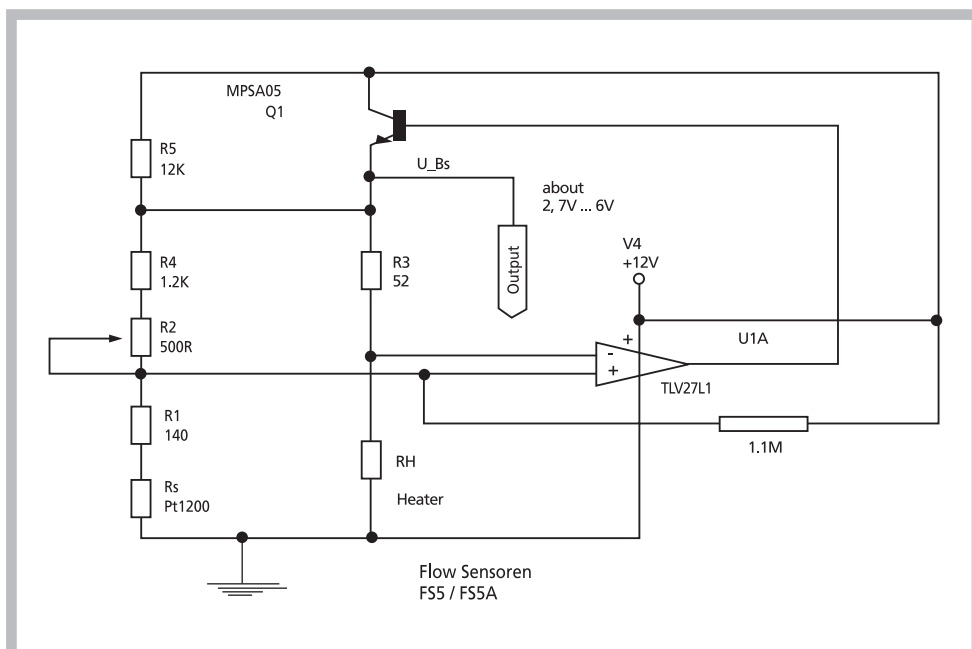 MPSA05
Q1
R5
12K
U_Bs
about
2, 7V ... 6V
Output
R4
1.2K
R3
52
V4
+12V
R2
500R
U1A
+
-
+
TLV27L1
R1
140
1.1M
RH
Rs
Pt1200
Heater
Flow Sensoren
FS5 / FS5A